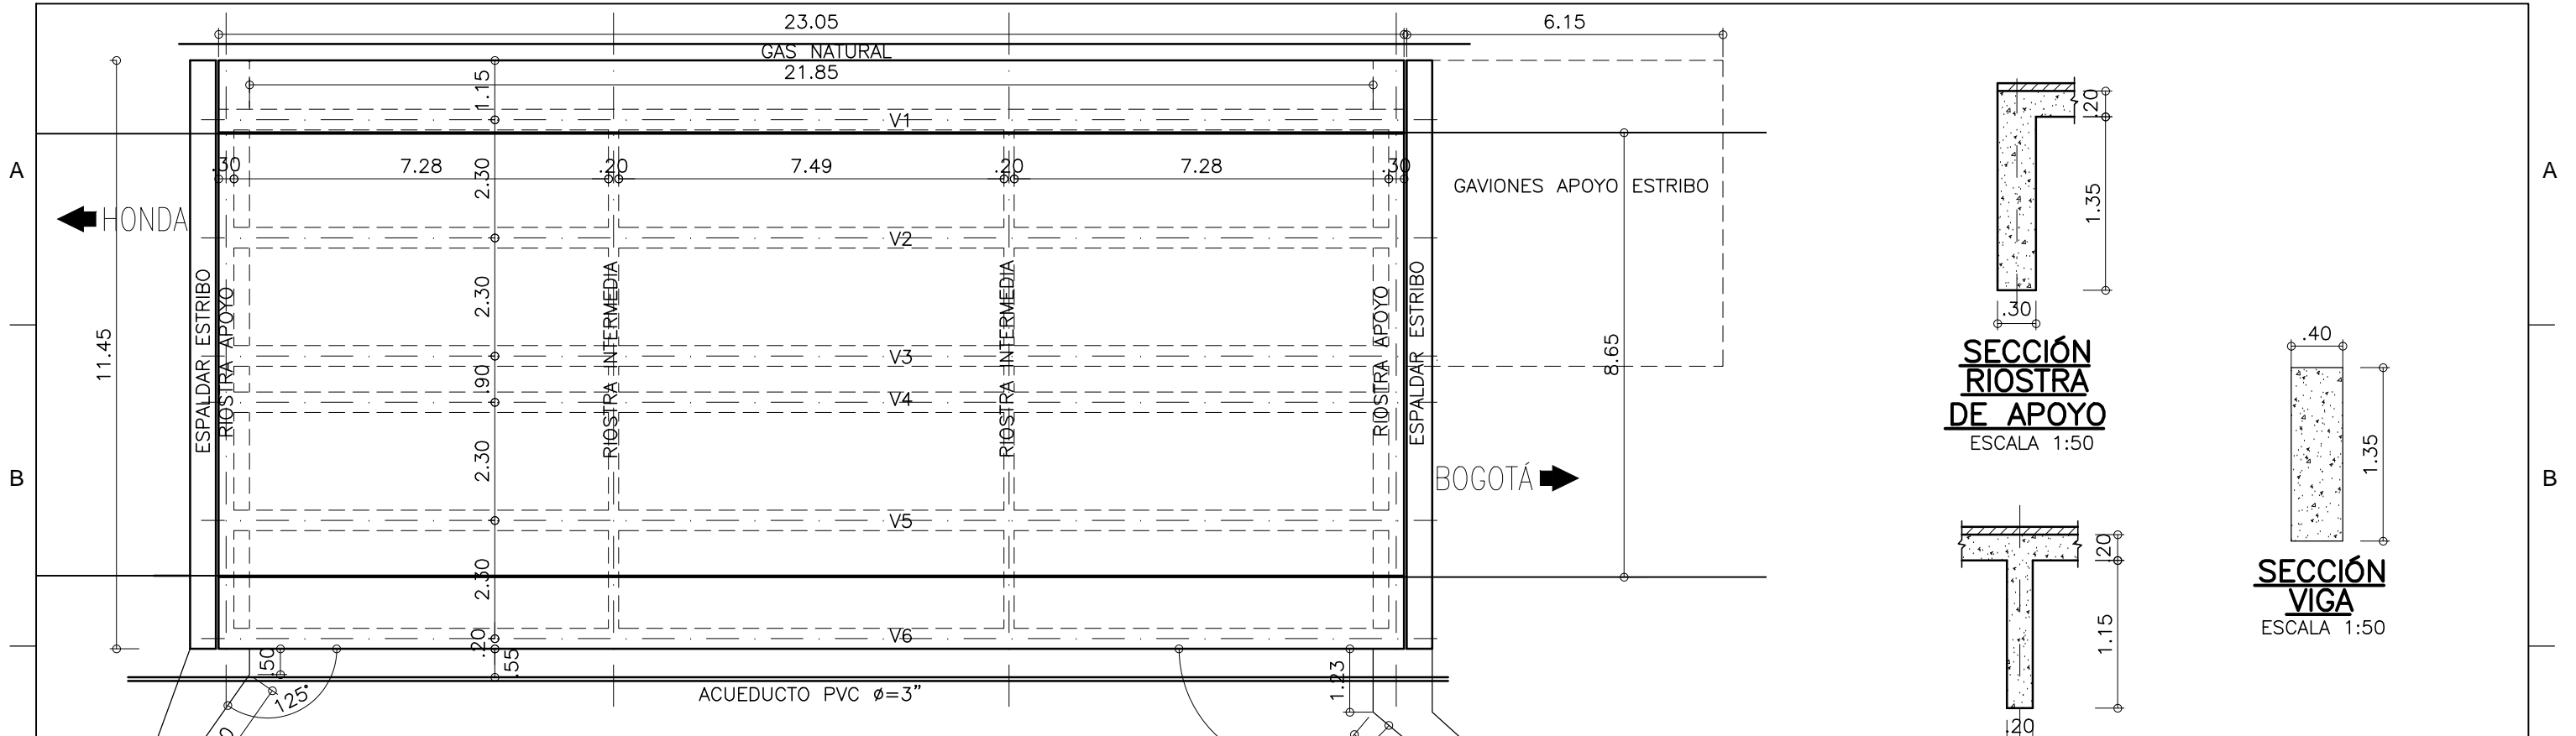 23.05
6.15
GAS NATURAL
21.85
1.15
V1
.30
7.28
.20
7.49
.20
7.28
.30
2.30
A
A
GAVIONES APOYO ESTRIBO
HONDA
V2
ESPALDAR ESTRIBO
RIOSTRA APOYO
RIOSTRA INTERMEDIA
RIOSTRA INTERMEDIA
RIOSTRA APOYO
ESPALDAR ESTRIBO
2.30
11.45
8.65
V3
.90
V4
2.30
B
B
BOGOTÁ
V5
2.30
V6
.20
.50
.55
125°
1.23
ACUEDUCTO PVC ø=3”
.20
1.35
.30
SECCIÓN
RIOSTRA
DE APOYO
ESCALA 1:50
.40
1.35
SECCIÓN
VIGA
ESCALA 1:50
.20
1.15
.20